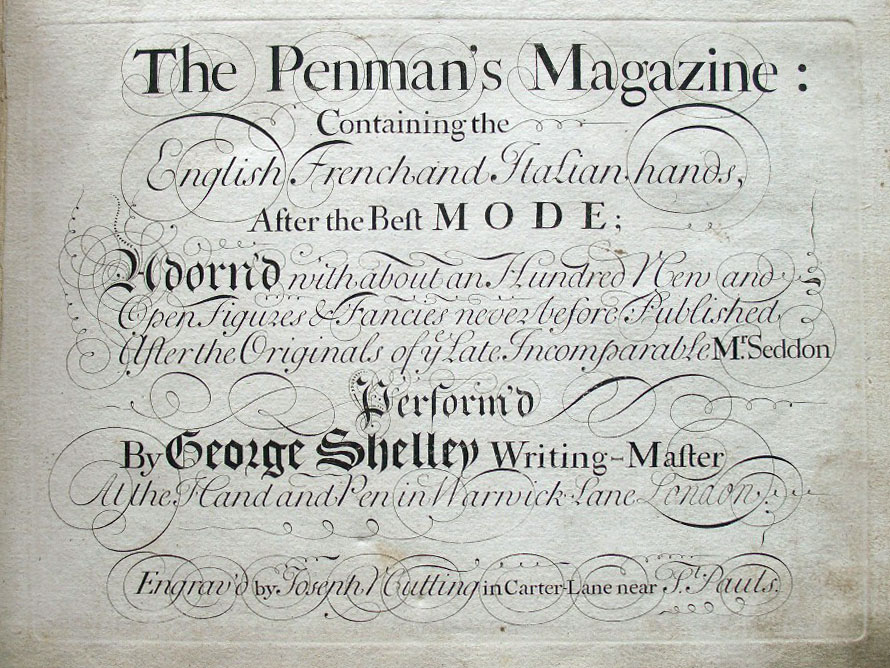 The Penman's Magazine:
Containing the
English French and Italian hands,
After the Beſt MODE;
Adorn'd with about an Hundred New and
Open Figures & Fancies never before Published
After the Originals of yͤ Late Incomparable Mʳ. Seddon
Perform'd
By George Shelley Writing-Maſter
At the Hand and Pen in Warwick Lane London.
Engrav'd by Joseph Nutting in Carter-Lane near Sᵗ. Pauls.